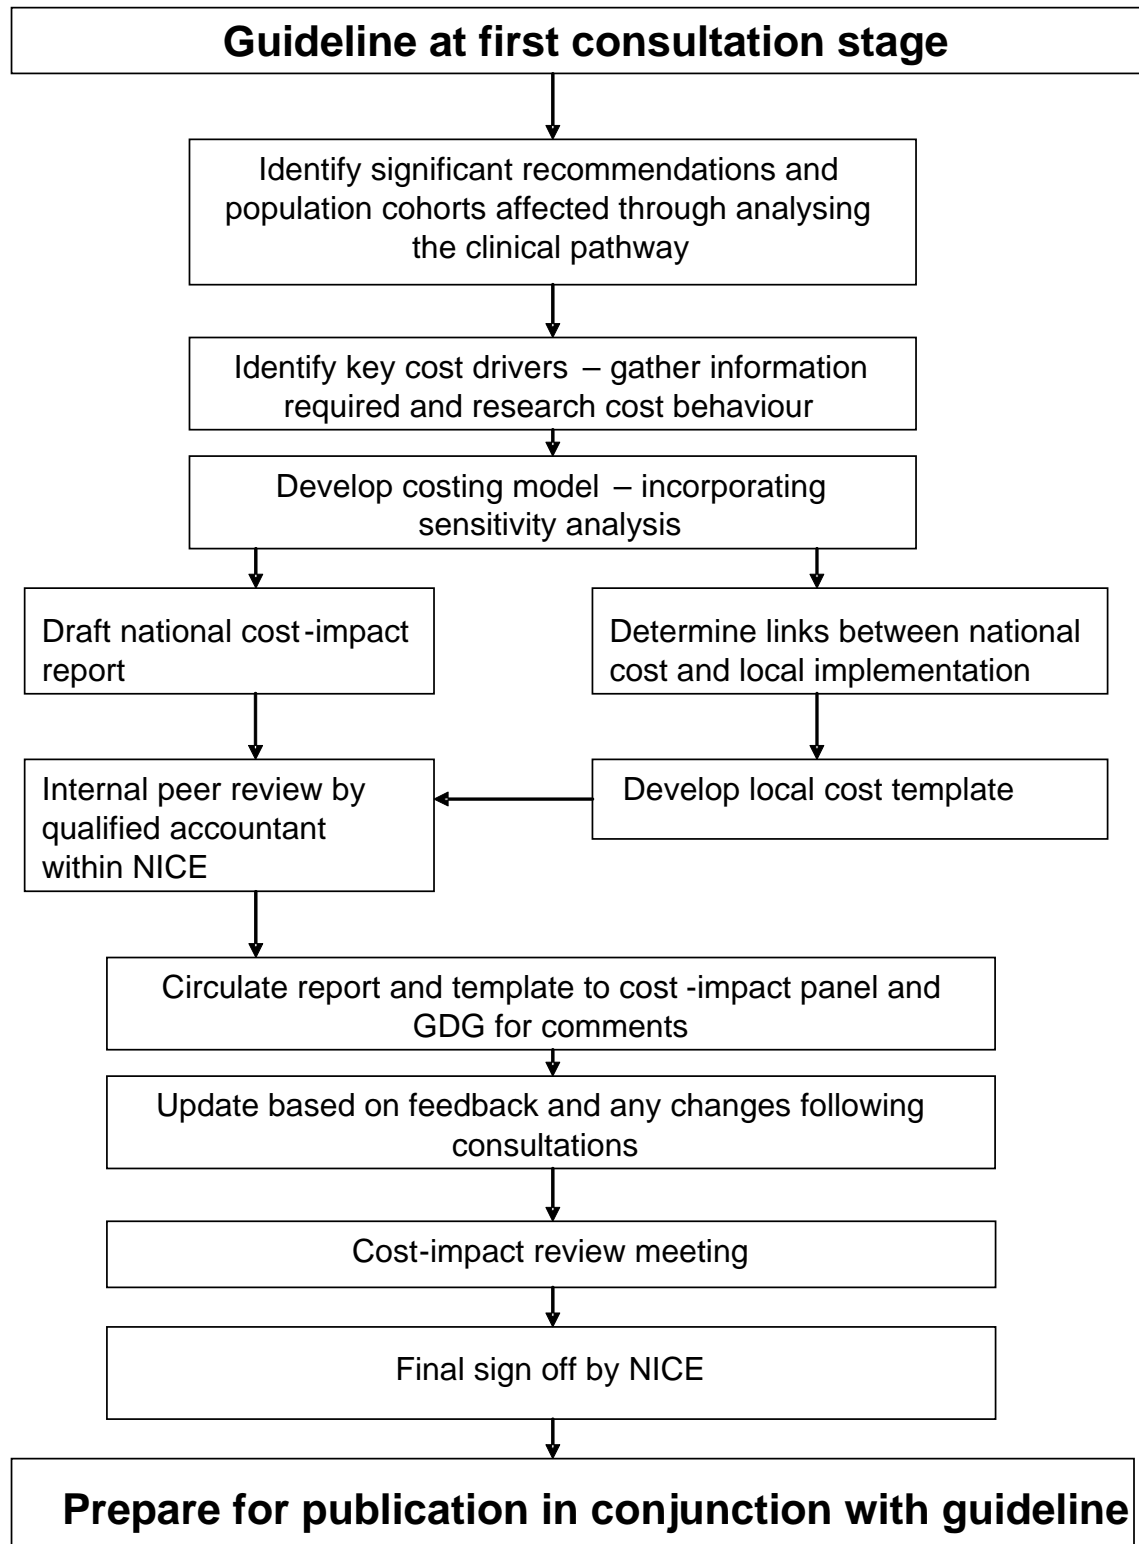 Guideline at first consultation stage
Identify significant recommendations and
population cohorts affected through analysing
the clinical pathway
Identify key cost drivers – gather information
required and research cost behaviour
Develop costing model – incorporating
sensitivity analysis
Draft national cost-impact
report
Determine links between national
cost and local implementation
Internal peer review by
qualified accountant
within NICE
Develop local cost template
Circulate report and template to cost-impact panel and
GDG for comments
Update based on feedback and any changes following
consultations
Cost-impact review meeting
Final sign off by NICE
Prepare for publication in conjunction with guideline